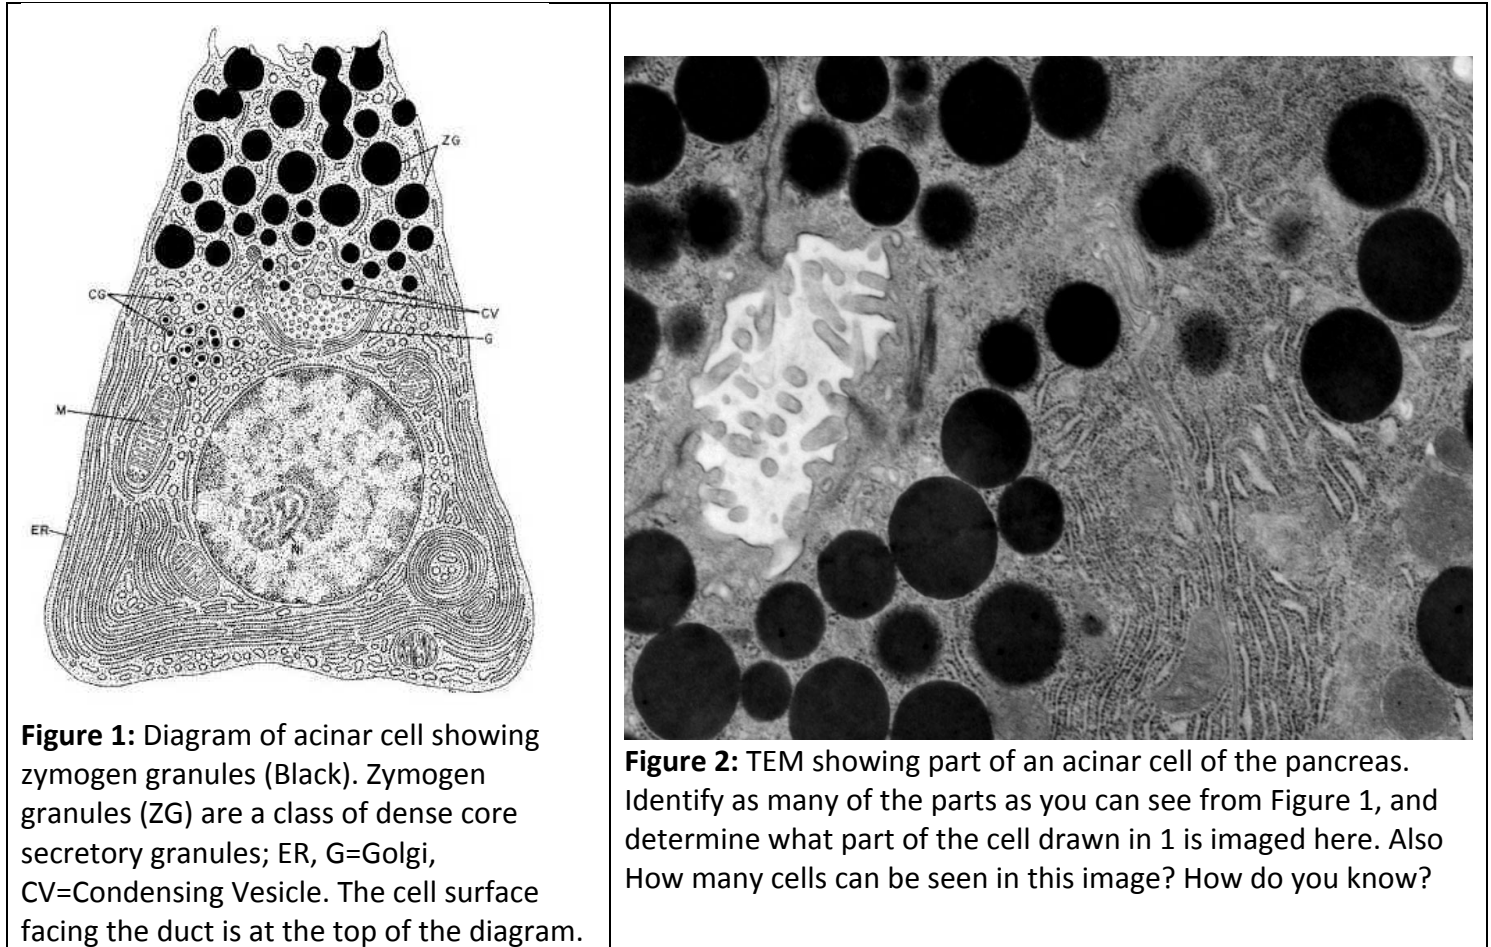 ZG
CG
CV
G
M
ER
N
Figure 1: Diagram of acinar cell showing
zymogen granules (Black). Zymogen
granules (ZG) are a class of dense core
secretory granules; ER, G=Golgi,
CV=Condensing Vesicle. The cell surface
facing the duct is at the top of the diagram.
Figure 2: TEM showing part of an acinar cell of the pancreas.
Identify as many of the parts as you can see from Figure 1, and
determine what part of the cell drawn in 1 is imaged here. Also
How many cells can be seen in this image? How do you know?